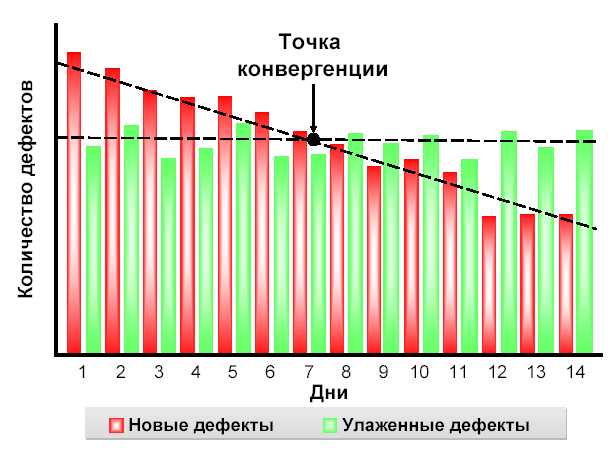 Точка
конвергенции
Количество дефектов
1 2 3 4 5 6 7 8 9 10 11 12 13 14
Дни
Новые дефекты Улаженные дефекты